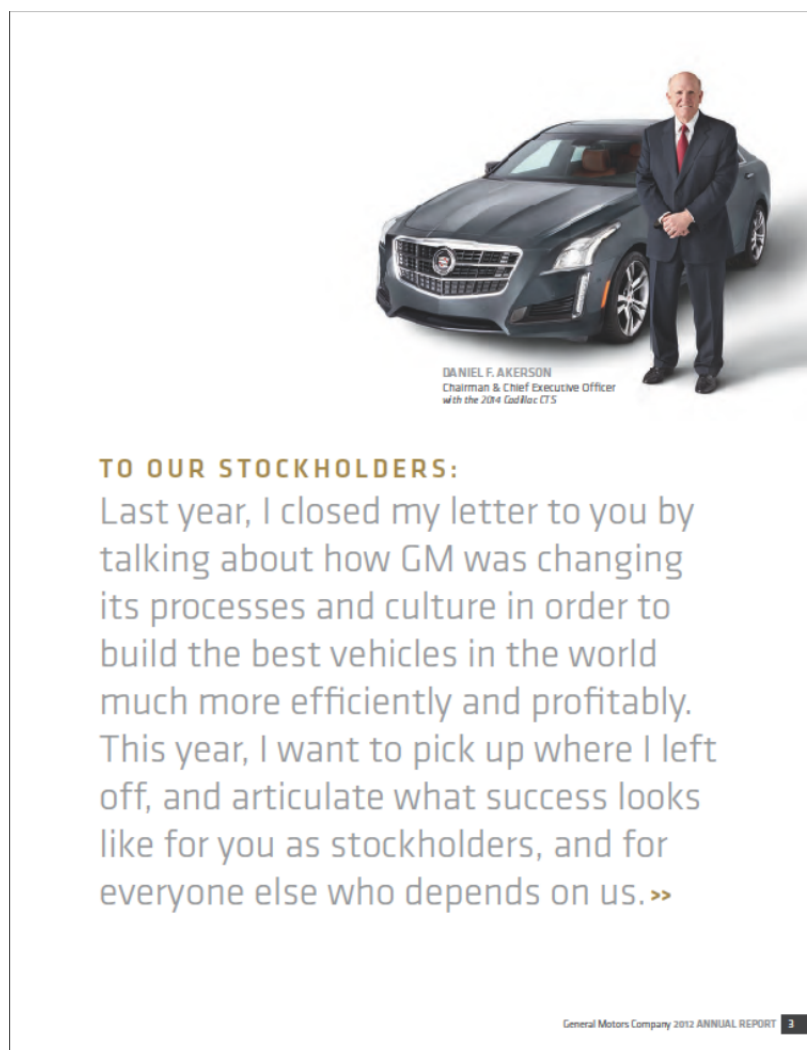 DANIEL F. AKERSON
Chairman & Chief Executive Officer
with the 2014 Cadillac CTS
TO OUR STOCKHOLDERS:
Last year, I closed my letter to you by
talking about how GM was changing
its processes and culture in order to
build the best vehicles in the world
much more efficiently and profitably.
This year, I want to pick up where I left
off, and articulate what success looks
like for you as stockholders, and for
everyone else who depends on us. >>
General Motors Company 2012 ANNUAL REPORT 3